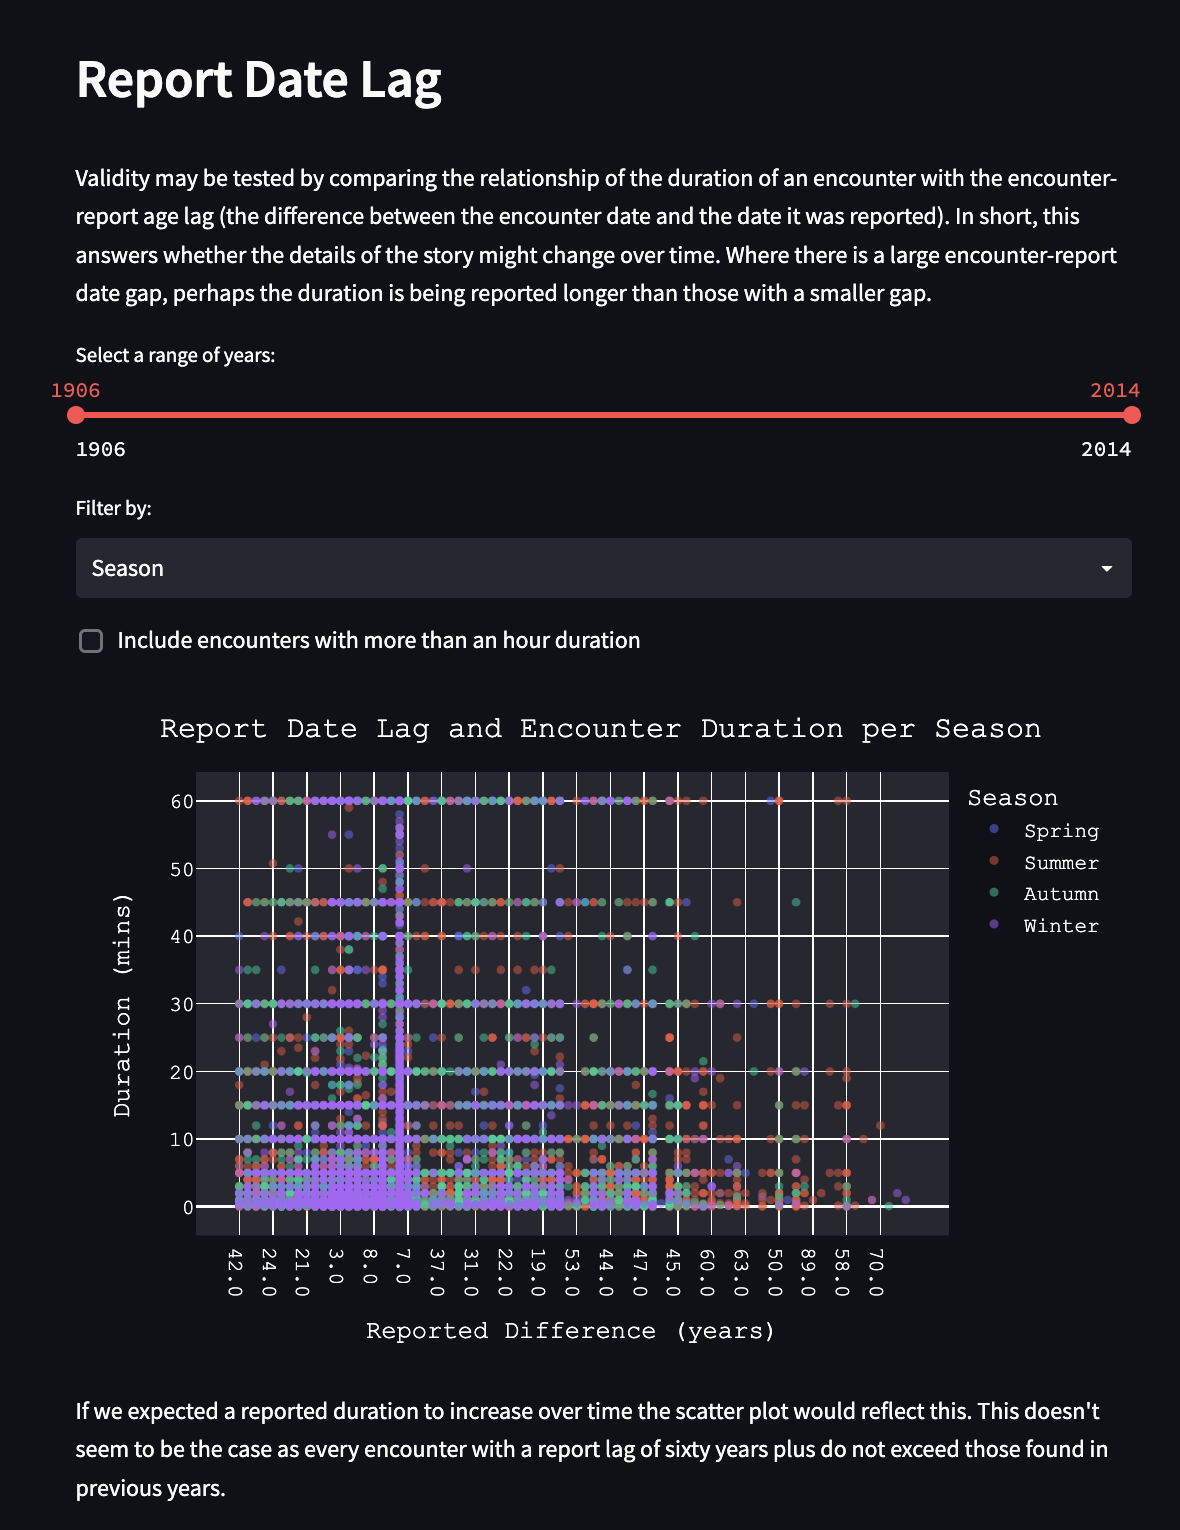 Report Date Lag
Validity may be tested by comparing the relationship of the duration of an encounter with the encounter-
report age lag (the difference between the encounter date and the date it was reported). In short, this
answers whether the details of the story might change over time. Where there is a large encounter-report
date gap, perhaps the duration is being reported longer than those with a smaller gap.
Select a range of years:
1906 2014
1906 2014
Filter by:
Season
Include encounters with more than an hour duration
Report Date Lag and Encounter Duration per Season
Season
Spring
Summer
Autumn
Winter
Duration (mins)
60
50
40
30
20
10
0
42.0 24.0 21.0 3.0 8.0 7.0 37.0 31.0 22.0 19.0 53.0 44.0 47.0 45.0 60.0 63.0 50.0 89.0 58.0 70.0
Reported Difference (years)
If we expected a reported duration to increase over time the scatter plot would reflect this. This doesn't
seem to be the case as every encounter with a report lag of sixty years plus do not exceed those found in
previous years.